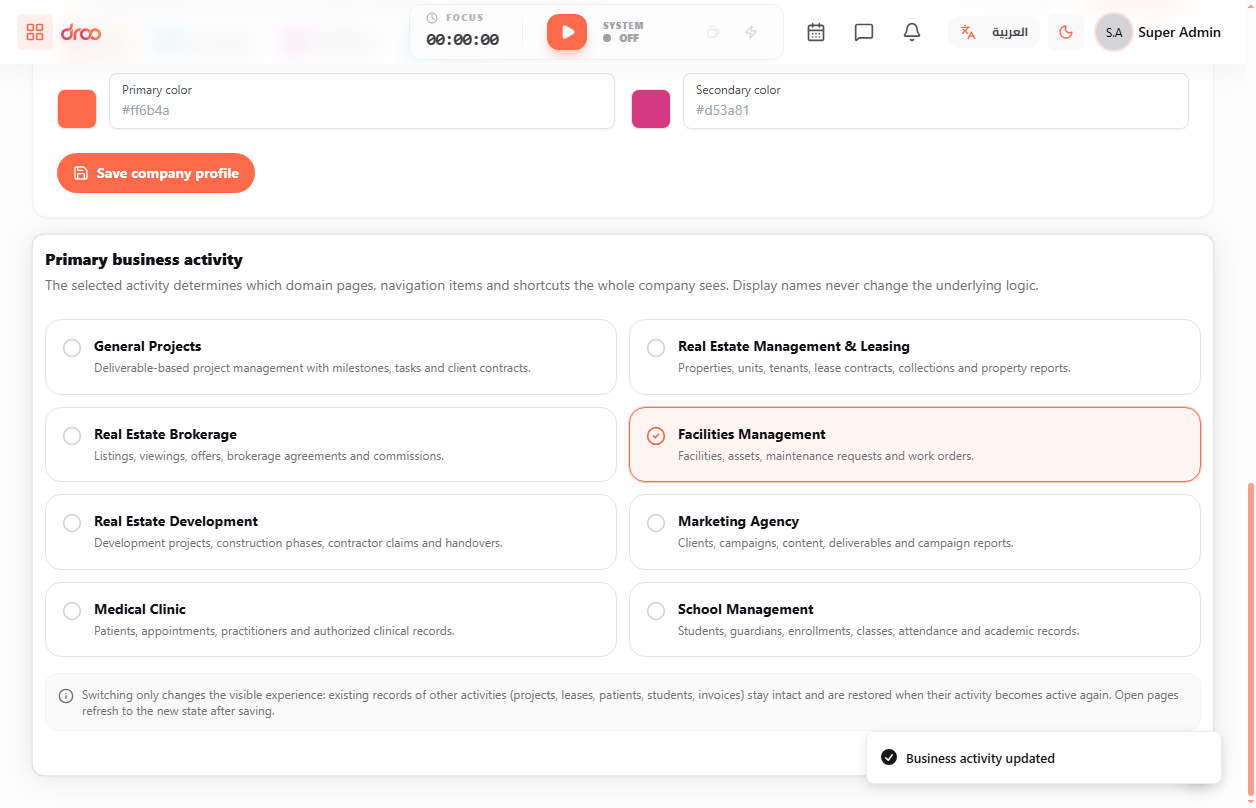 droo
FOCUS
00:00:00
SYSTEM
OFF
العربية
S.A
Super Admin
Primary color
#ff6b4a
Secondary color
#d53a81
Save company profile
Primary business activity
The selected activity determines which domain pages, navigation items and shortcuts the whole company sees. Display names never change the underlying logic.
General Projects
Deliverable-based project management with milestones, tasks and client contracts.
Real Estate Management & Leasing
Properties, units, tenants, lease contracts, collections and property reports.
Real Estate Brokerage
Listings, viewings, offers, brokerage agreements and commissions.
Facilities Management
Facilities, assets, maintenance requests and work orders.
Real Estate Development
Development projects, construction phases, contractor claims and handovers.
Marketing Agency
Clients, campaigns, content, deliverables and campaign reports.
Medical Clinic
Patients, appointments, practitioners and authorized clinical records.
School Management
Students, guardians, enrollments, classes, attendance and academic records.
Switching only changes the visible experience: existing records of other activities (projects, leases, patients, students, invoices) stay intact and are restored when their activity becomes active again. Open pages
refresh to the new state after saving.
Business activity updated